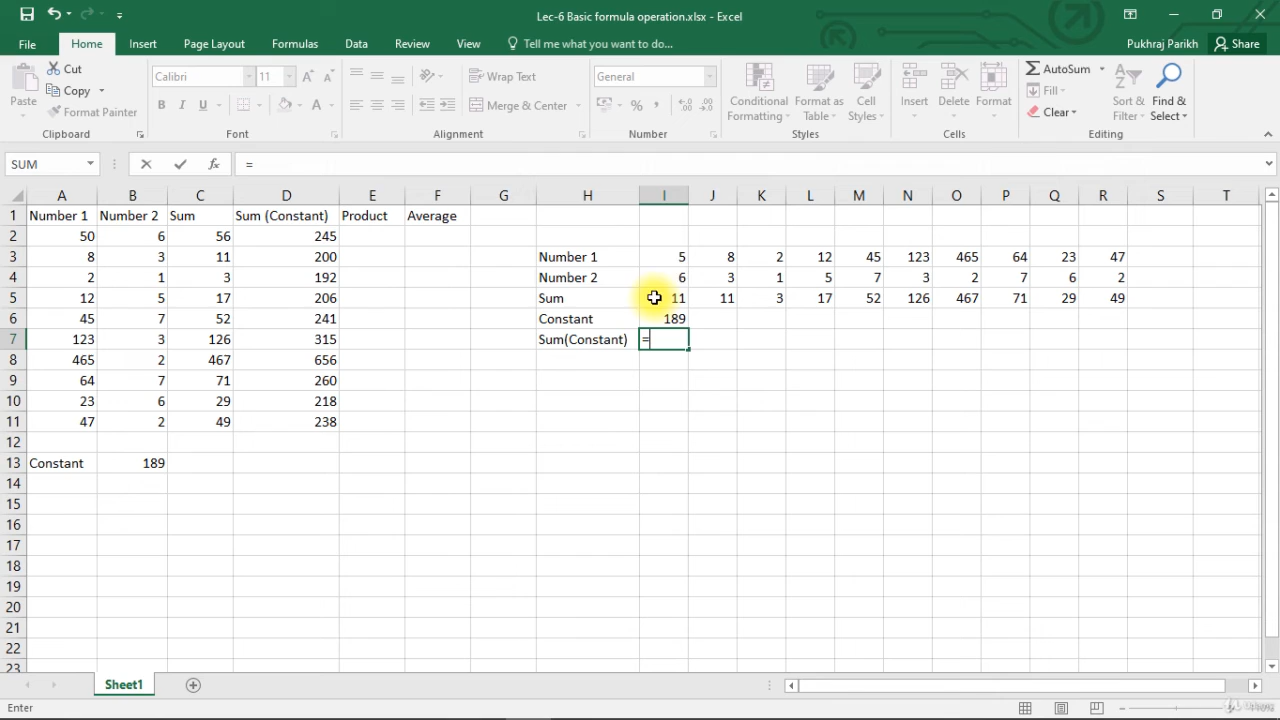 Lec-6 Basic formula operation.xlsx - Excel
File Home Insert Page Layout Formulas Data Review View Tell me what you want to do... Pukhraj Parikh Share
Paste Cut Copy Format Painter Clipboard
Calibri 11 B I U A A A Font
Wrap Text Merge & Center Alignment
General % , Number
Conditional Formatting Format as Table Cell Styles Styles
Insert Delete Format Cells
AutoSum Fill Clear Sort & Filter Find & Select Editing
SUM fx =
A B C D E F G H I J K L M N O P Q R S T
1 Number 1 Number 2 Sum Sum (Constant) Product Average
2 50 6 56 245
3 8 3 11 200 Number 1 5 8 2 12 45 123 465 64 23 47
4 2 1 3 192 Number 2 6 3 1 5 7 3 2 7 6 2
5 12 5 17 206 Sum 11 11 3 17 52 126 467 71 29 49
6 45 7 52 241 Constant 189
7 123 3 126 315 Sum(Constant) =
8 465 2 467 656
9 64 7 71 260
10 23 6 29 218
11 47 2 49 238
12
13 Constant 189
14
15
16
17
18
19
20
21
22
23
Sheet1
Enter